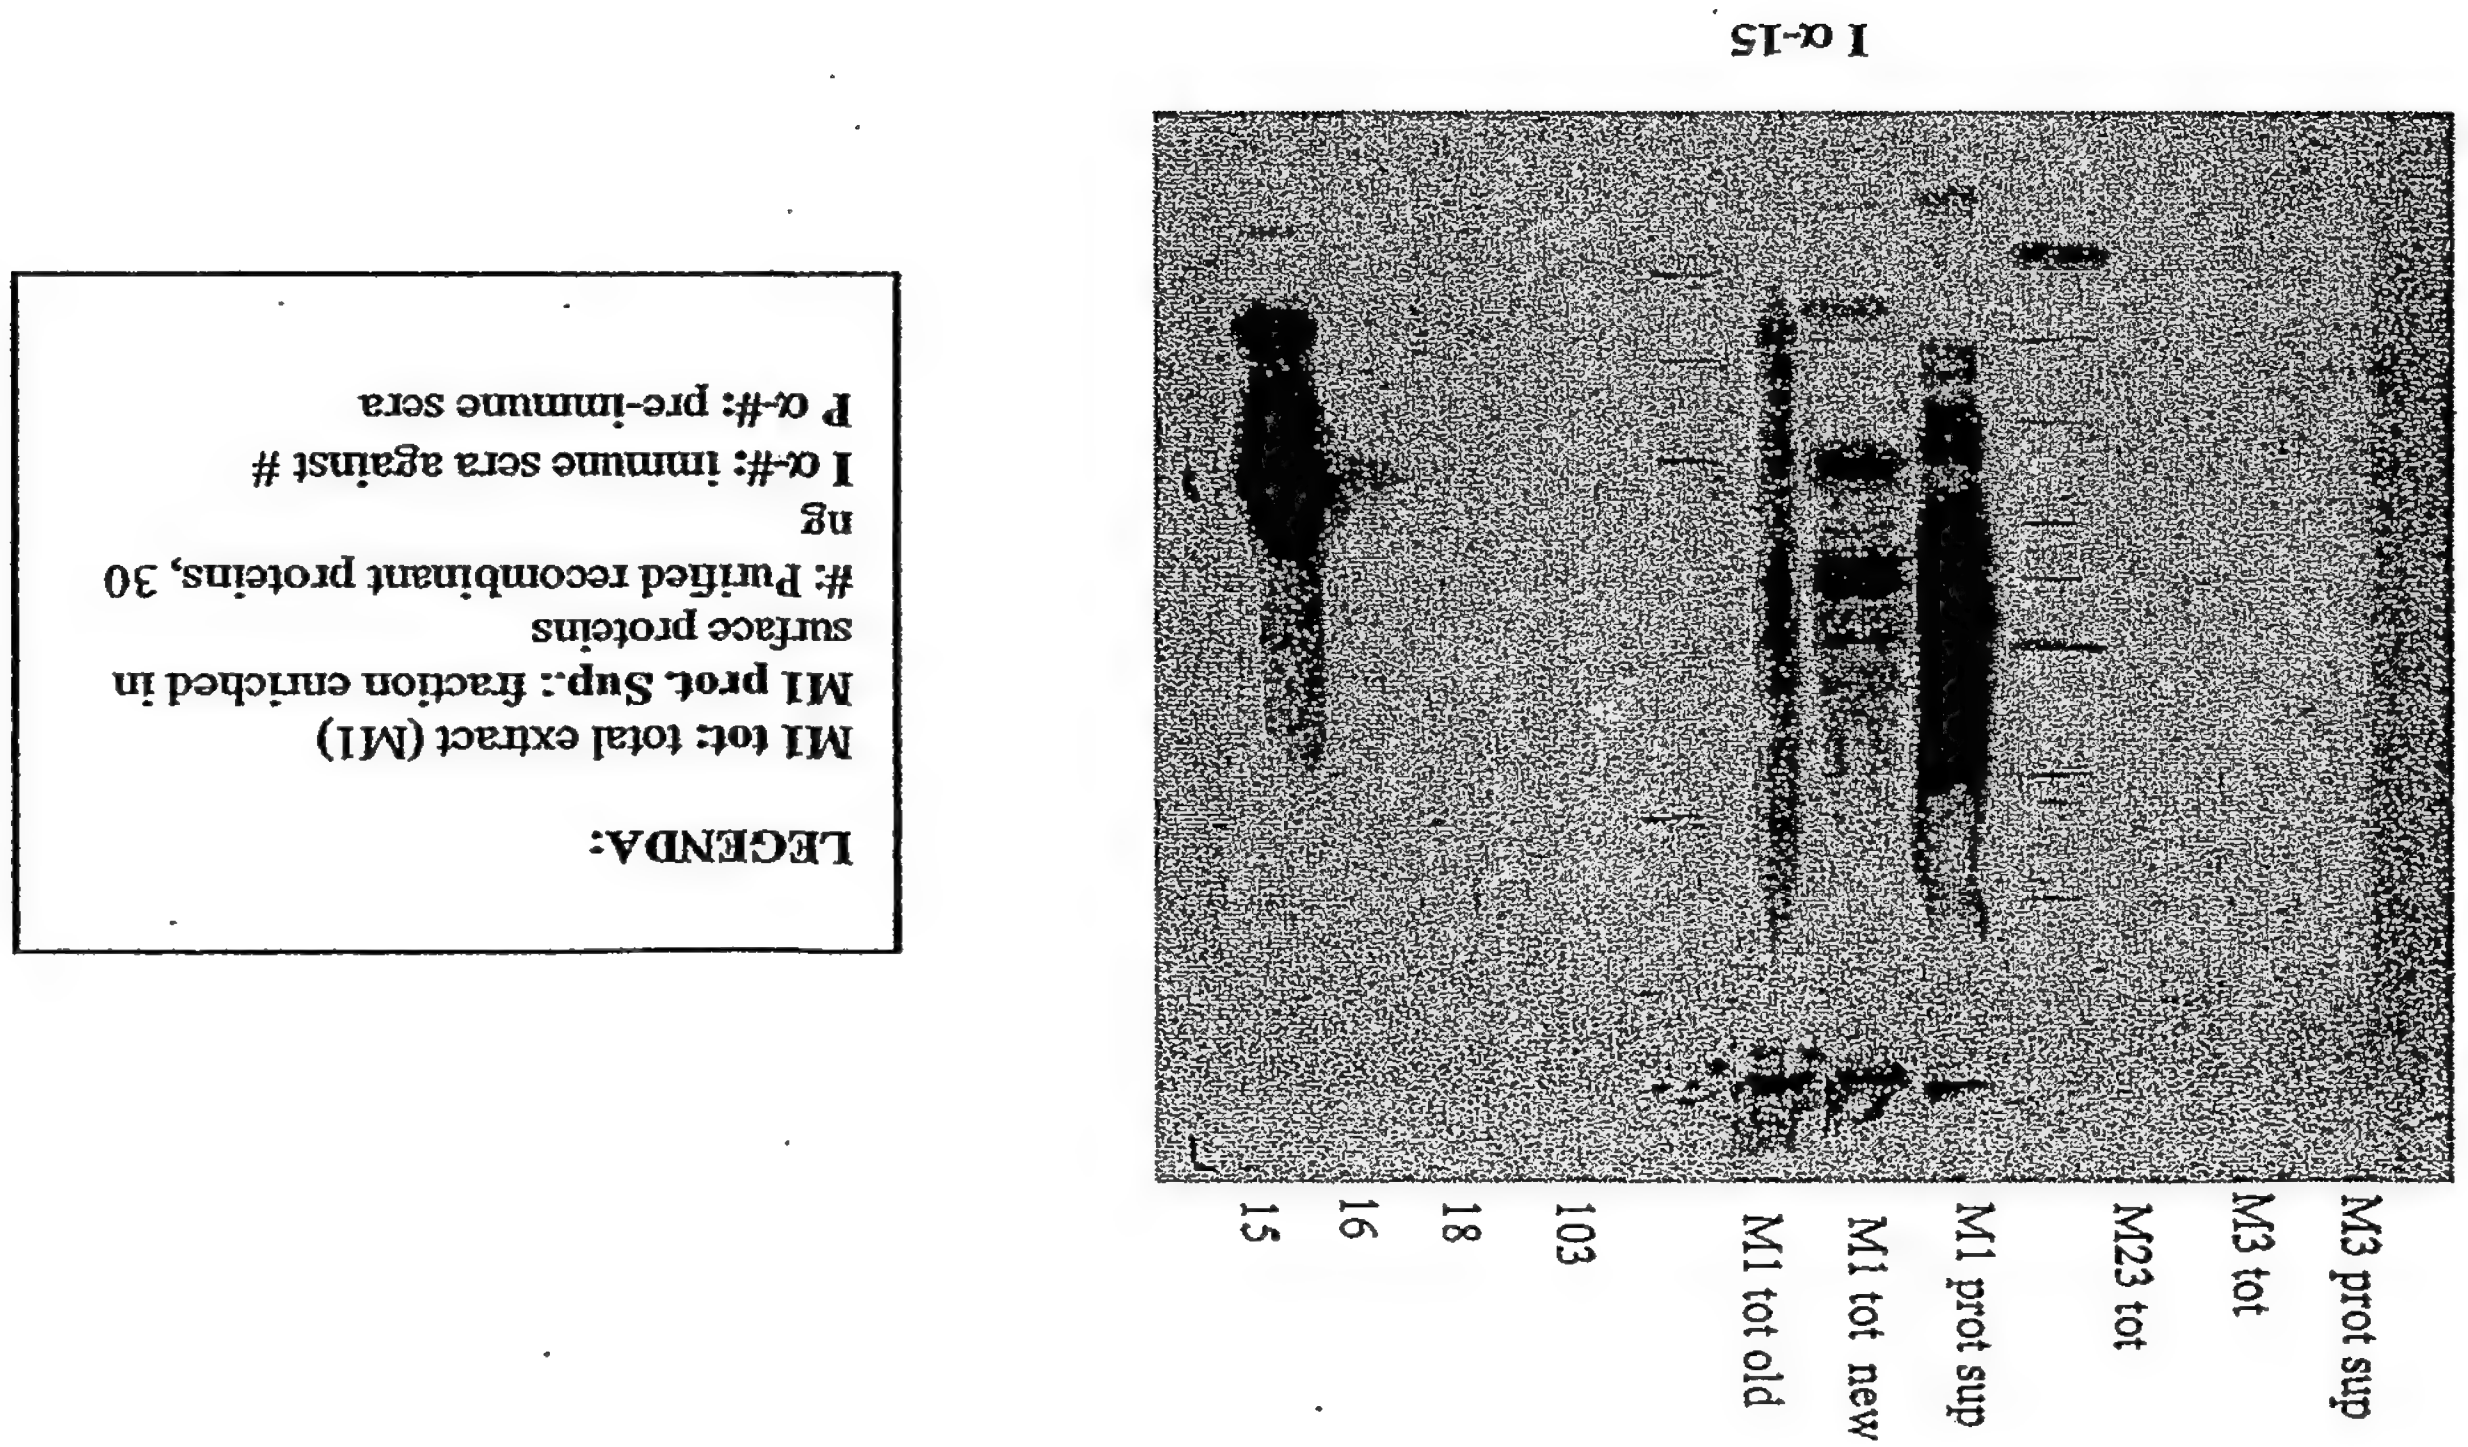 LEGENDA:
M1 tot: total extract (M1)
M1 prot. Sup.: fraction enriched in
surface proteins
#: Purified recombinant proteins, 30
ng
I α-#: immune sera against #
P α-#: pre-immune sera
I α-15
15
16
18
103
M1 tot old
M1 tot new
M1 prot sup
M23 tot
M3 tot
M3 prot sup